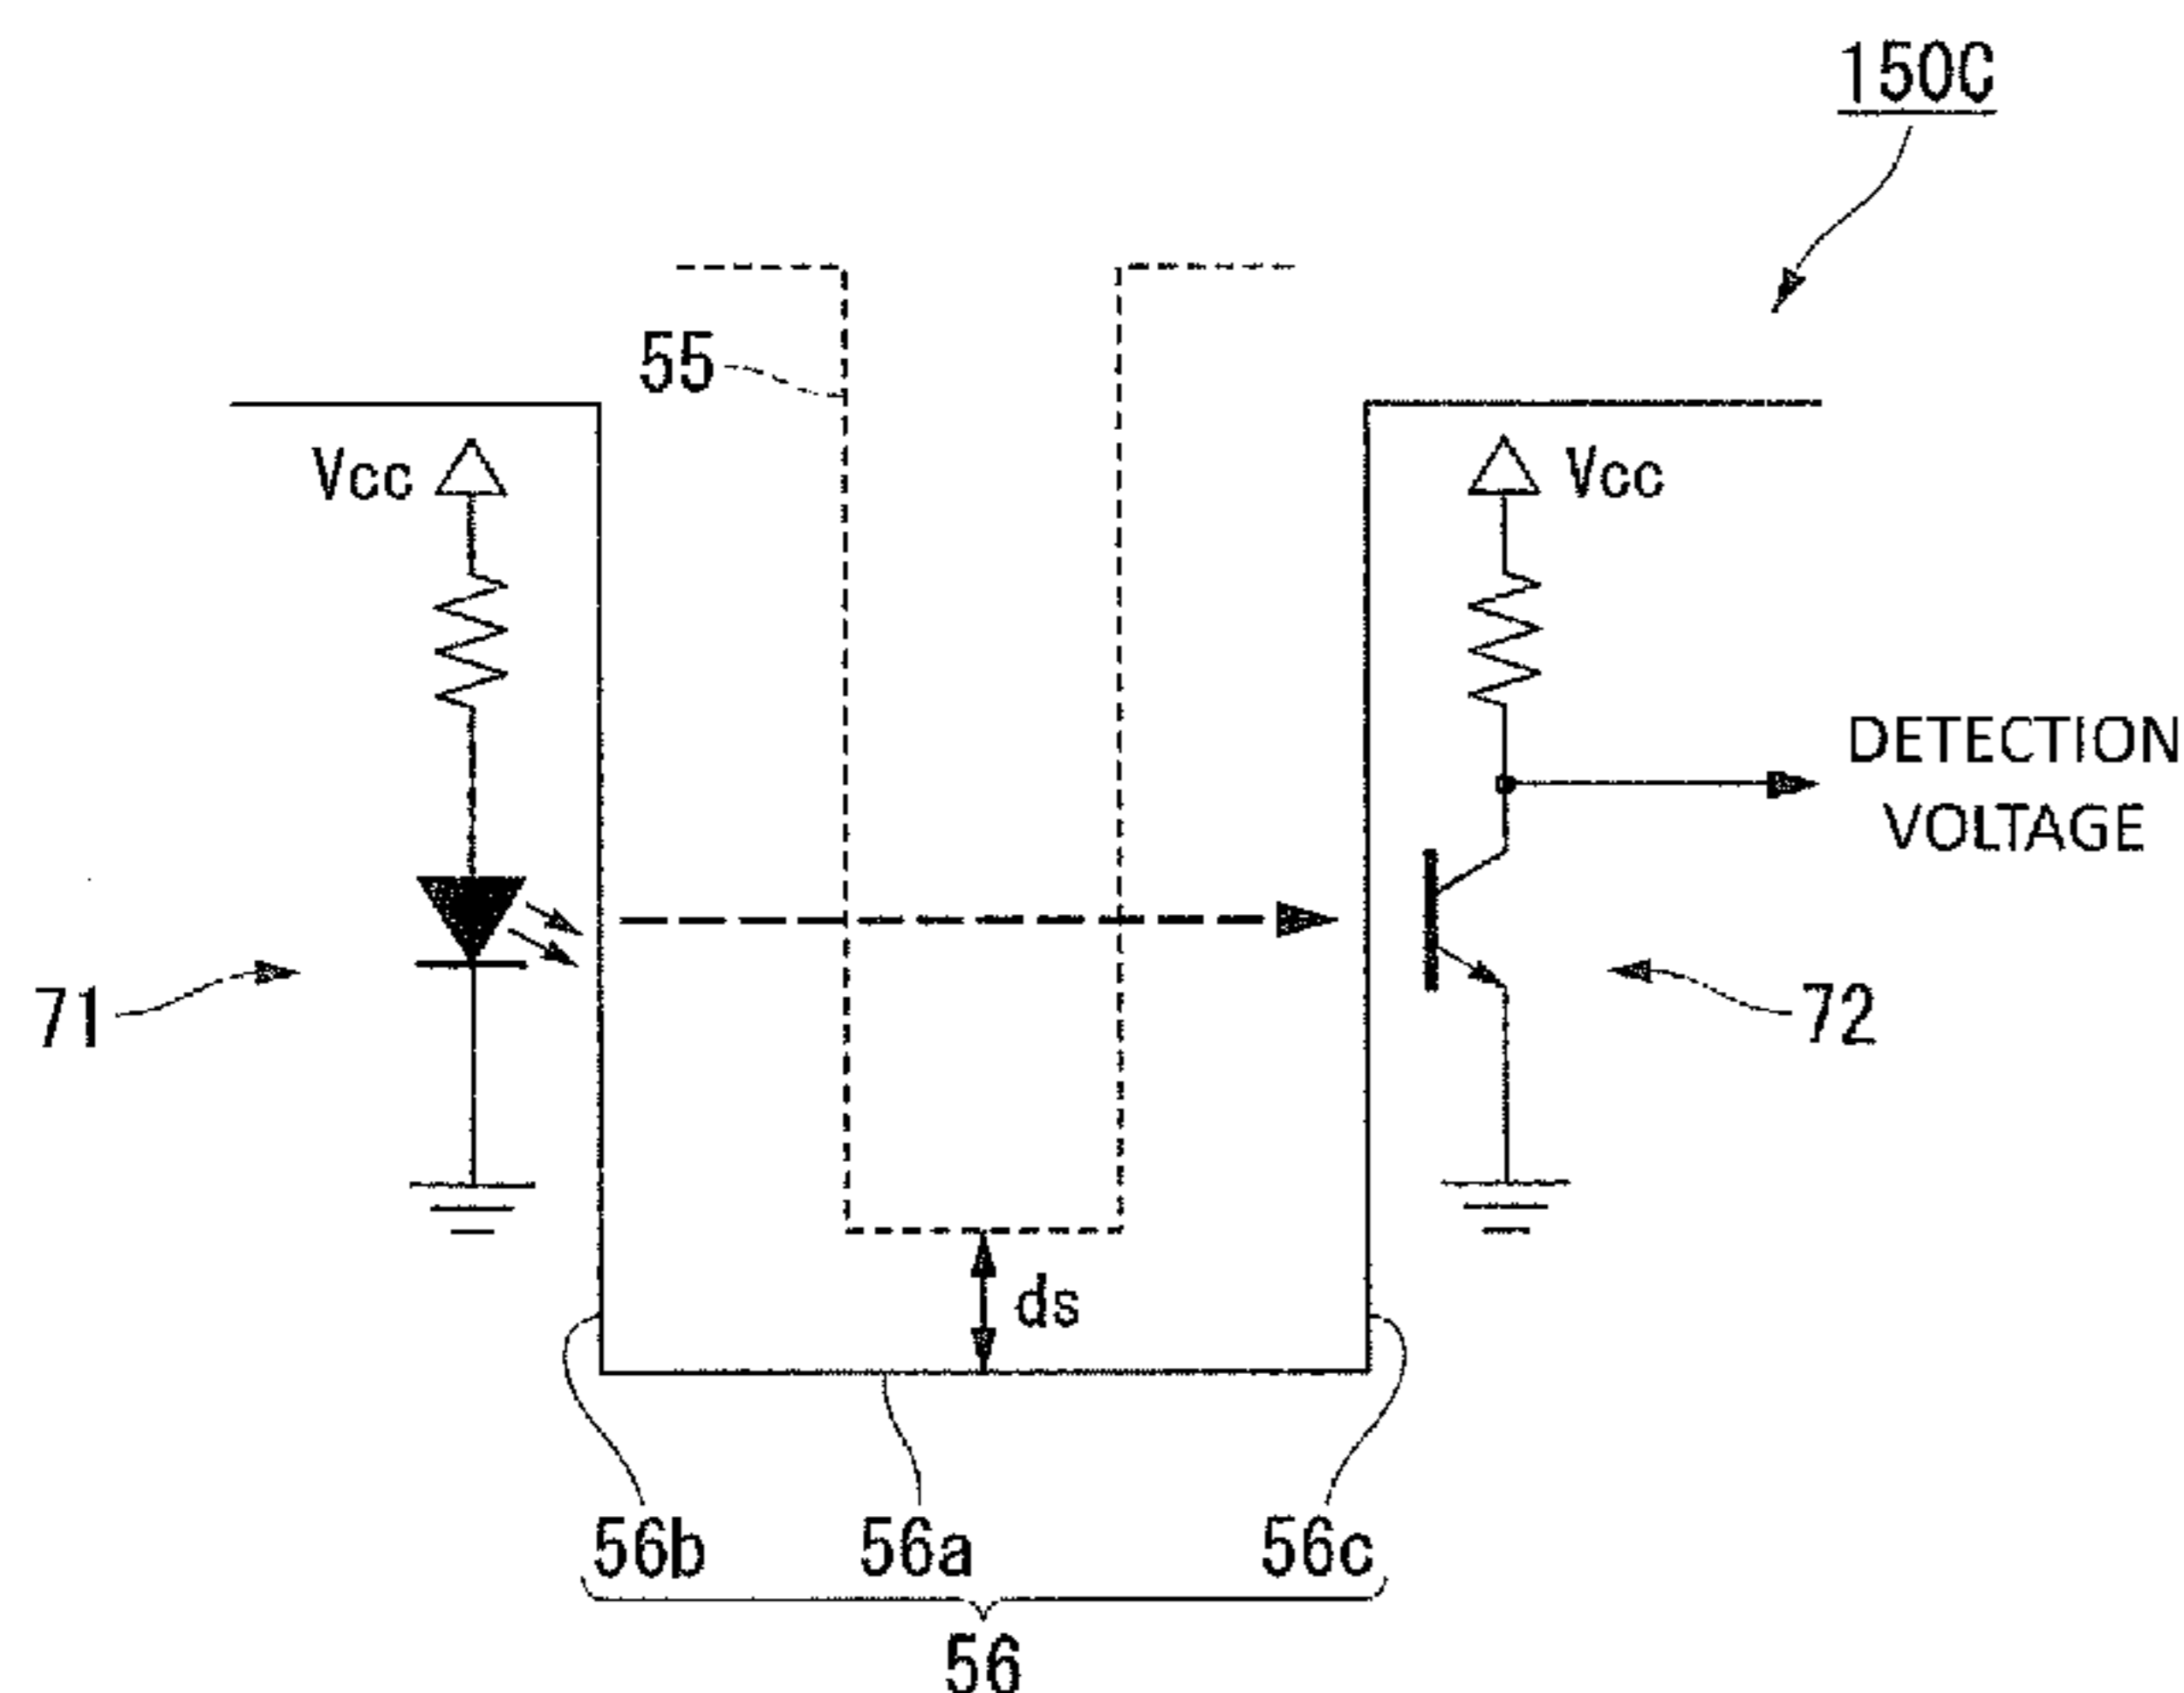 150C
55
Vcc
Vcc
DETECTION
VOLTAGE
71
72
ds
56b 56a 56c
56